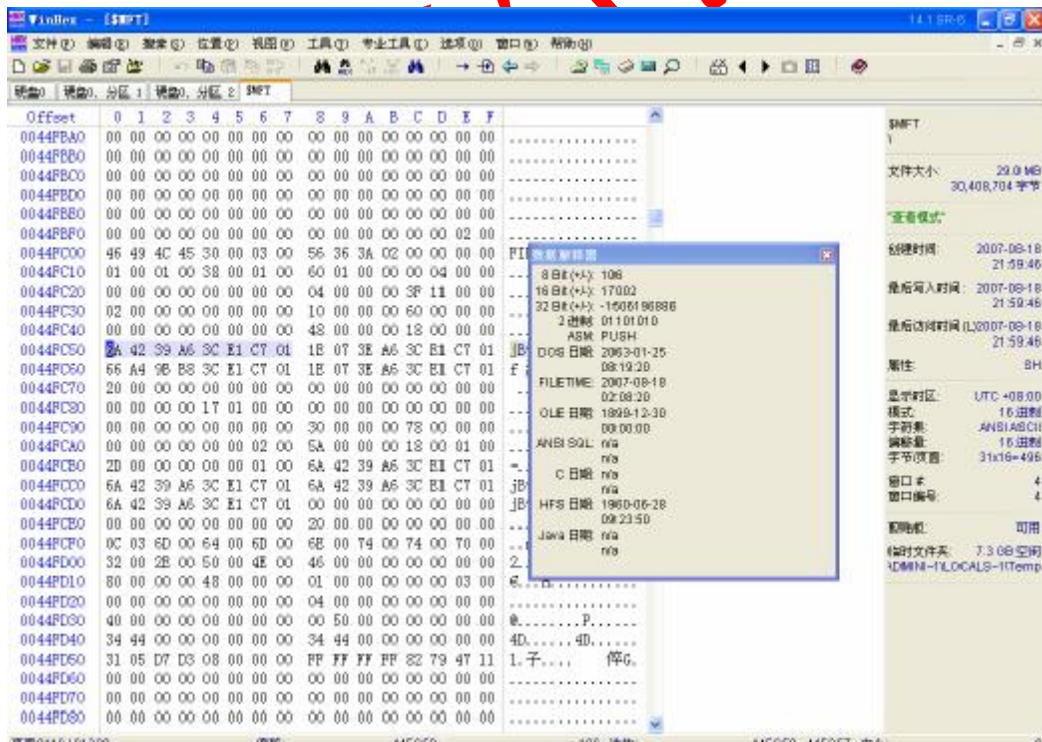 WinHex - [$MFT]
14.1 SR-6
文件(F) 编辑(E) 搜索(S) 位置(P) 视图(V) 工具(T) 专业工具(I) 选项(O) 窗口(W) 帮助(H)
硬盘0 硬盘0, 分区 1 硬盘0, 分区 2 $MFT
Offset 0 1 2 3 4 5 6 7 8 9 A B C D E F
0044FBA0 00 00 00 00 00 00 00 00 00 00 00 00 00 00 00 00 ................
0044FBB0 00 00 00 00 00 00 00 00 00 00 00 00 00 00 00 00 ................
0044FBC0 00 00 00 00 00 00 00 00 00 00 00 00 00 00 00 00 ................
0044FBD0 00 00 00 00 00 00 00 00 00 00 00 00 00 00 00 00 ................
0044FBE0 00 00 00 00 00 00 00 00 00 00 00 00 00 00 00 00 ................
0044FBF0 00 00 00 00 00 00 00 00 00 00 00 00 00 00 02 00 ................
0044FC00 46 49 4C 45 30 00 03 00 56 36 3A 02 00 00 00 00
0044FC10 01 00 01 00 38 00 01 00 60 01 00 00 00 04 00 00
0044FC20 00 00 00 00 00 00 00 00 04 00 00 00 3F 11 00 00
0044FC30 02 00 00 00 00 00 00 00 10 00 00 00 60 00 00 00
0044FC40 00 00 00 00 00 00 00 00 48 00 00 00 18 00 00 00
0044FC50 6A 42 39 A6 3C E1 C7 01 1B 07 3E A6 3C E1 C7 01
0044FC60 66 A4 9B B8 3C E1 C7 01 1B 07 3E A6 3C E1 C7 01
0044FC70 20 00 00 00 00 00 00 00 00 00 00 00 00 00 00 00
0044FC80 00 00 00 00 17 01 00 00 00 00 00 00 00 00 00 00
0044FC90 00 00 00 00 00 00 00 00 30 00 00 00 78 00 00 00
0044FCA0 00 00 00 00 00 00 02 00 5A 00 00 00 18 00 01 00
0044FCB0 2D 00 00 00 00 00 01 00 6A 42 39 A6 3C E1 C7 01
0044FCC0 6A 42 39 A6 3C E1 C7 01 6A 42 39 A6 3C E1 C7 01
0044FCD0 6A 42 39 A6 3C E1 C7 01 00 00 00 00 00 00 00 00
0044FCE0 00 00 00 00 00 00 00 00 20 00 00 00 00 00 00 00
0044FCF0 0C 03 6D 00 64 00 6D 00 6E 00 74 00 74 00 70 00
0044FD00 32 00 2E 00 50 00 4E 00 46 00 00 00 00 00 00 00
0044FD10 80 00 00 00 48 00 00 00 01 00 00 00 00 00 03 00
0044FD20 00 00 00 00 00 00 00 00 04 00 00 00 00 00 00 00 ................
0044FD30 40 00 00 00 00 00 00 00 00 50 00 00 00 00 00 00 @........P......
0044FD40 34 44 00 00 00 00 00 00 34 44 00 00 00 00 00 00 4D......4D......
0044FD50 31 05 D7 D3 08 00 00 00 FF FF FF FF 82 79 47 11 1.子.... 倅G.
0044FD60 00 00 00 00 00 00 00 00 00 00 00 00 00 00 00 00 ................
0044FD70 00 00 00 00 00 00 00 00 00 00 00 00 00 00 00 00 ................
0044FD80 00 00 00 00 00 00 00 00 00 00 00 00 00 00 00 00 ................
数据解释器
8 Bit (+/-): 106
16 Bit (+/-): 17002
32 Bit (+/-): -1506196886
2 进制: 01101010
ASM: PUSH
DOS 日期: 2063-01-25
08:19:20
FILETIME: 2007-08-18
02:08:20
OLE 日期: 1899-12-30
00:00:00
ANSI SQL: n/a
n/a
C 日期: n/a
n/a
HFS 日期: 1960-06-28
09:23:50
Java 日期: n/a
n/a
$MFT
\
文件大小: 29.0 MB
30,408,704 字节
"查看模式"
创建时间: 2007-08-18
21:59:46
最后写入时间: 2007-08-18
21:59:46
最后访问时间(L)2007-08-18
21:59:46
属性: SH
显示时区: UTC +08:00
模式: 16 进制
字符集: ANSI ASCII
偏移量: 16 进制
字节/页面: 31x16=496
窗口 #: 4
窗口编号: 4
剪贴板: 可用
临时文件夹: 7.3 GB 空闲
\ADMINI~1\LOCALS~1\Temp